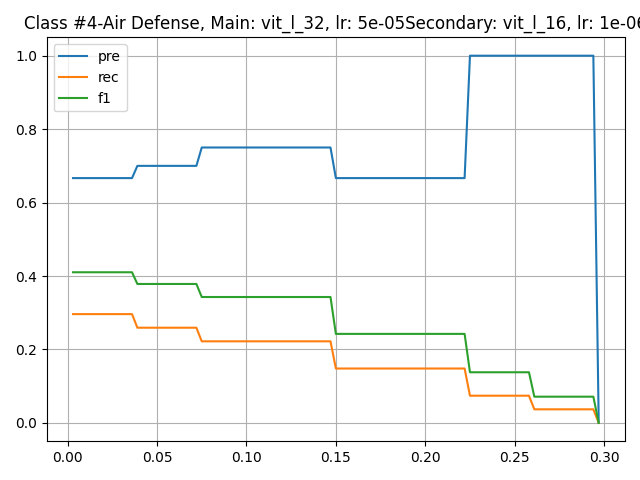 Class #4-Air Defense, Main: vit_l_32, lr: 5e-05Secondary: vit_l_16, lr: 1e-06
pre
rec
f1
1.0
0.8
0.6
0.4
0.2
0.0
0.00 0.05 0.10 0.15 0.20 0.25 0.30